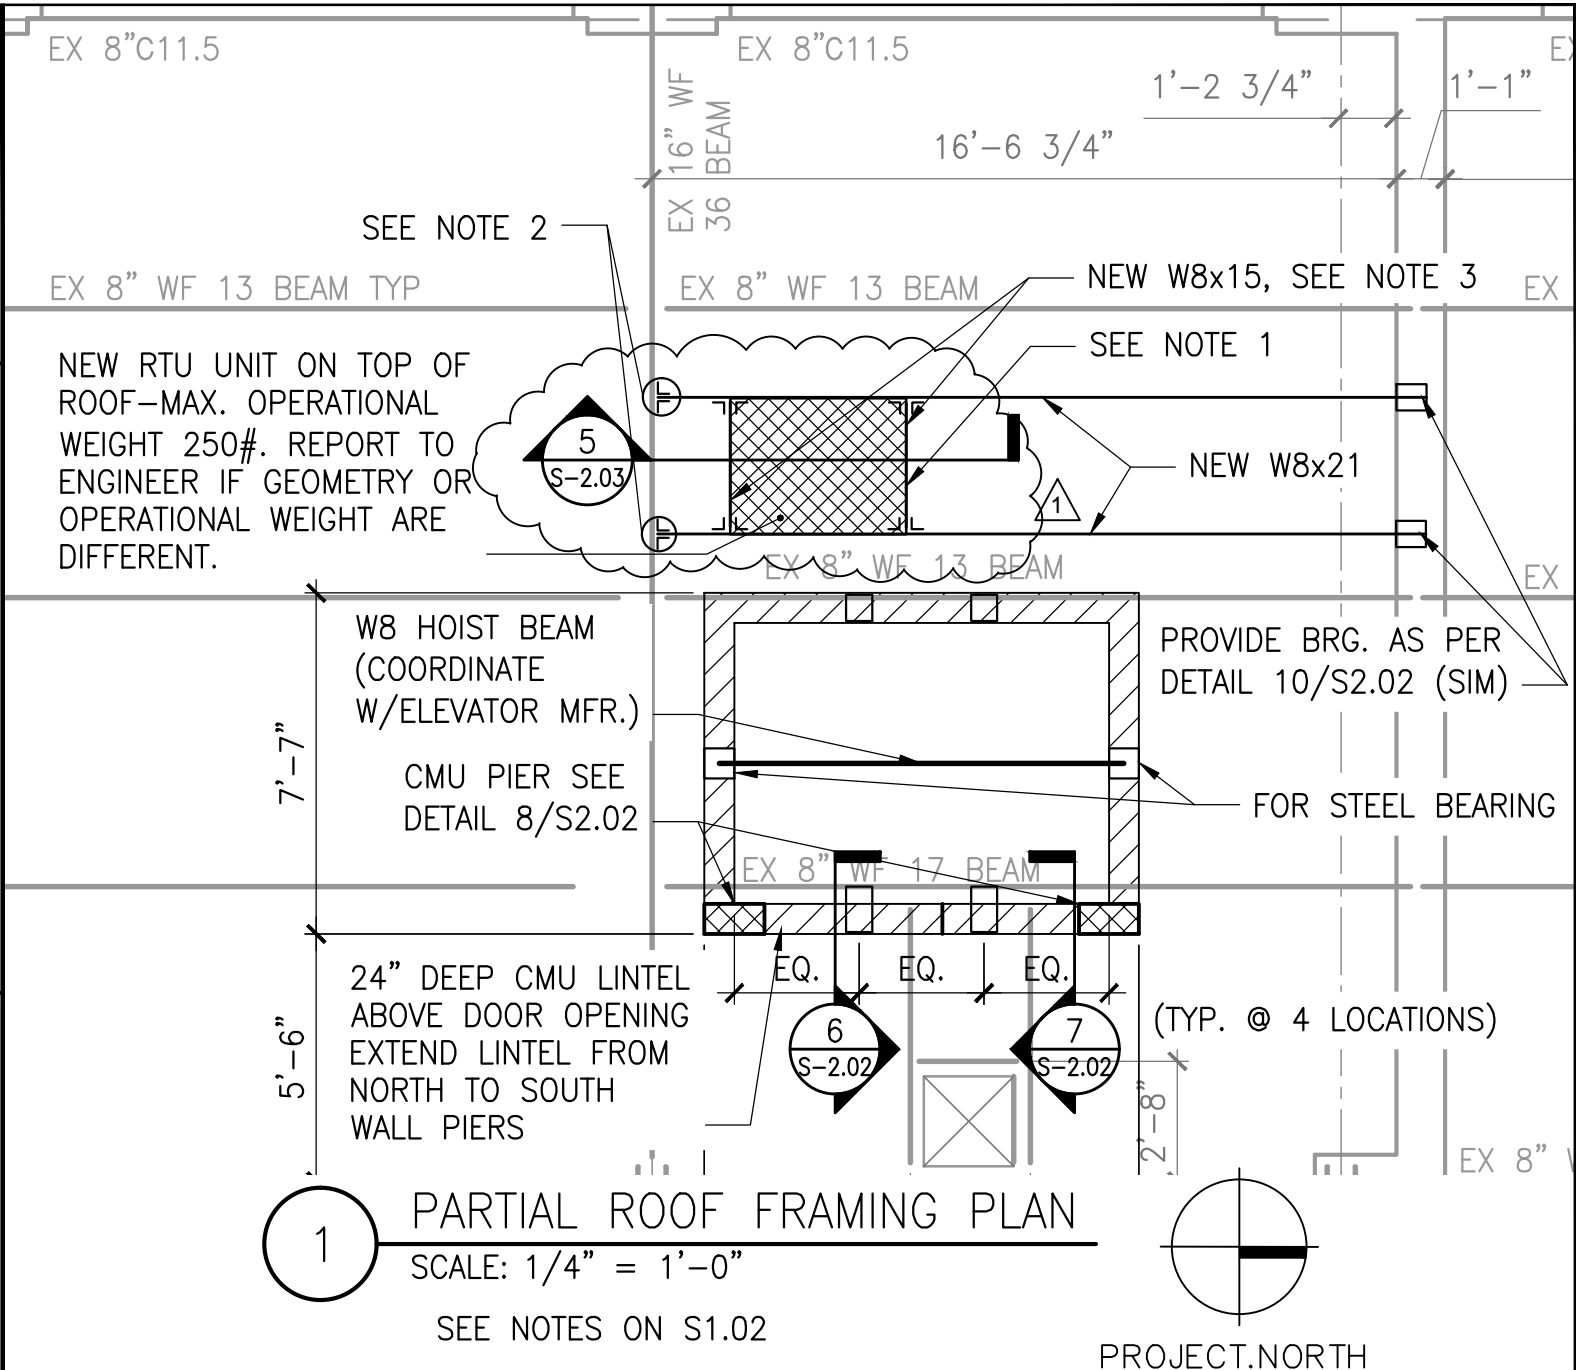 EX 8”C11.5
EX 8”C11.5
EX
1’-2 3/4”
1’-1”
16’-6 3/4”
EX 16” WF
36 BEAM
SEE NOTE 2
EX 8” WF 13 BEAM TYP
EX 8” WF 13 BEAM
NEW W8x15, SEE NOTE 3
EX
SEE NOTE 1
NEW RTU UNIT ON TOP OF
ROOF-MAX. OPERATIONAL
WEIGHT 250#. REPORT TO
ENGINEER IF GEOMETRY OR
OPERATIONAL WEIGHT ARE
DIFFERENT.
5
S-2.03
NEW W8x21
1
EX 8” WF 13 BEAM
EX
W8 HOIST BEAM
(COORDINATE
W/ELEVATOR MFR.)
PROVIDE BRG. AS PER
DETAIL 10/S2.02 (SIM)
7’-7”
CMU PIER SEE
DETAIL 8/S2.02
FOR STEEL BEARING
EX 8” WF 17 BEAM
24” DEEP CMU LINTEL
ABOVE DOOR OPENING
EXTEND LINTEL FROM
NORTH TO SOUTH
WALL PIERS
EQ.
EQ.
EQ.
5’-6”
6
S-2.02
7
S-2.02
(TYP. @ 4 LOCATIONS)
2’-8”
EX 8”
1
PARTIAL ROOF FRAMING PLAN
SCALE: 1/4” = 1’-0”
SEE NOTES ON S1.02
PROJECT.NORTH